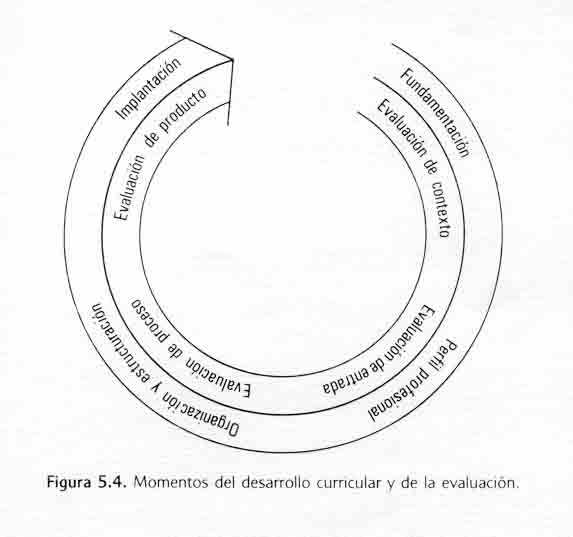 Fundamentación
Evaluación de contexto
Perfil profesional
Evaluación de entrada
Organización y estructuración
Evaluación de proceso
Implantación
Evaluación de producto
Figura 5.4. Momentos del desarrollo curricular y de la evaluación.